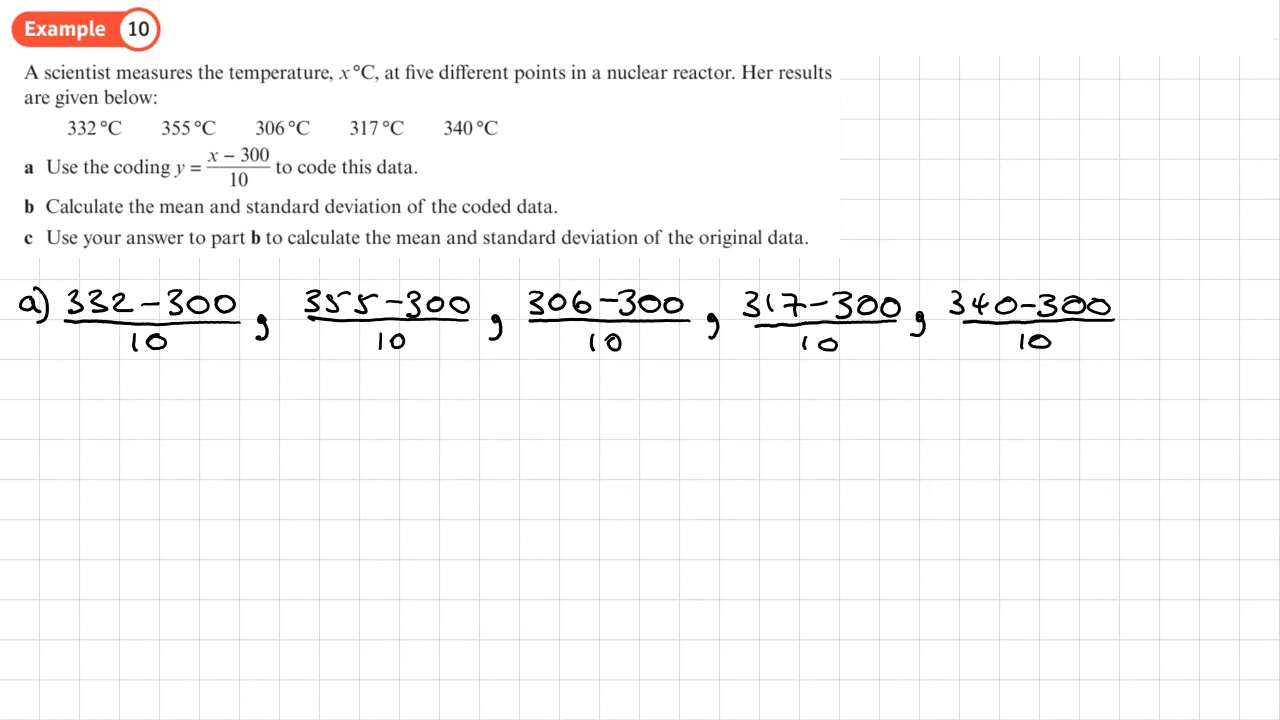 Example 10
A scientist measures the temperature, x °C, at five different points in a nuclear reactor. Her results
are given below:
332 °C 355 °C 306 °C 317 °C 340 °C
a Use the coding y = (x − 300)/10 to code this data.
b Calculate the mean and standard deviation of the coded data.
c Use your answer to part b to calculate the mean and standard deviation of the original data.
a) (332 − 300)/10 , (355 − 300)/10 , (306 − 300)/10 , (317 − 300)/10 , (340 − 300)/10